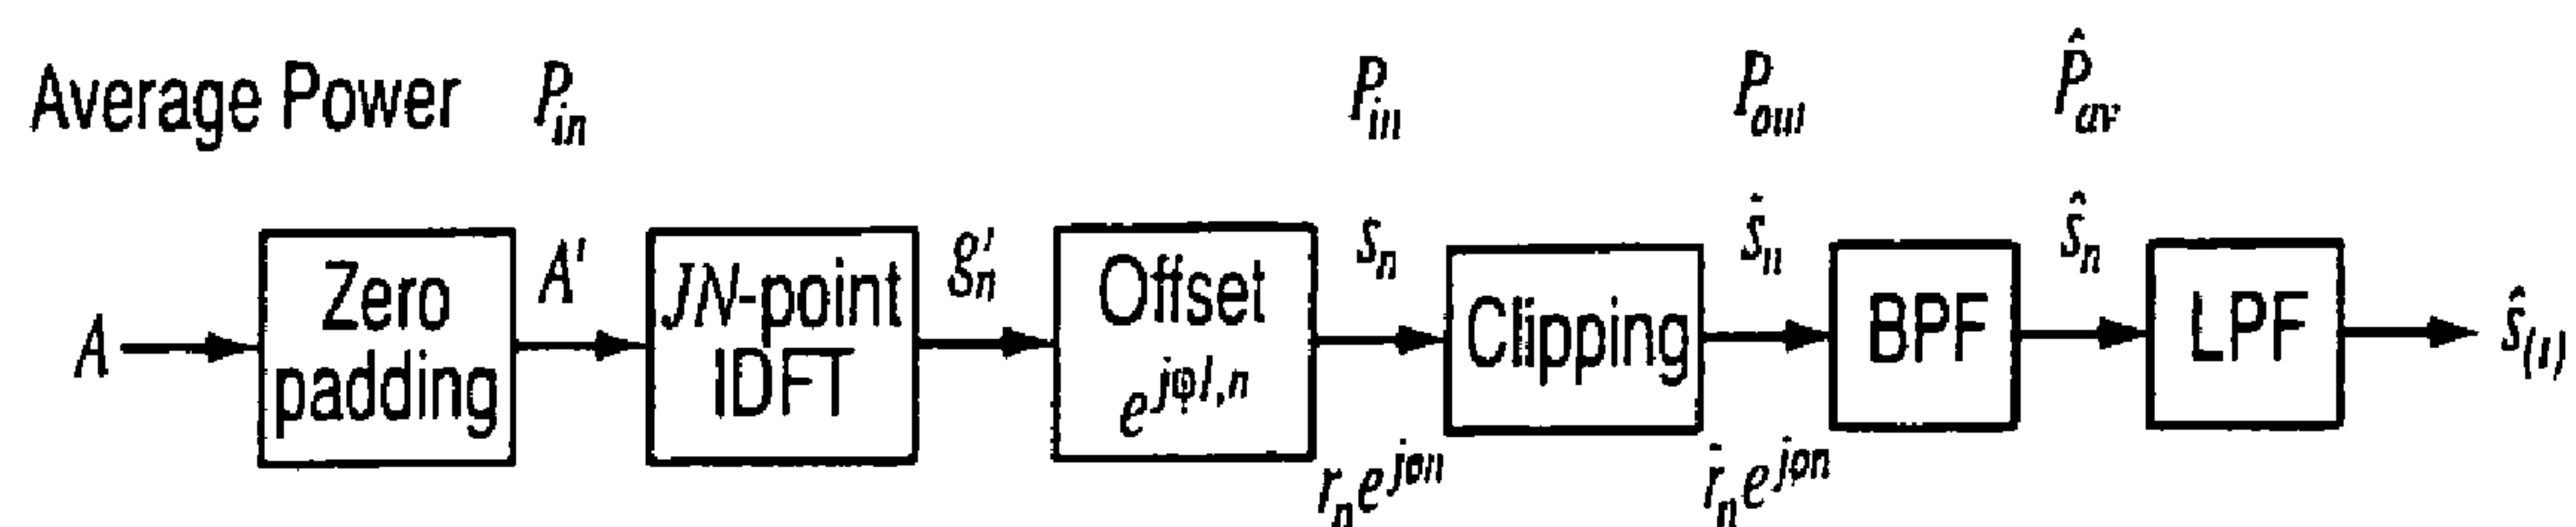 Average Power P_in P_in P_out P̂_av
A' g'_n s_n s̄_n ŝ_n
A Zero padding JN-point IDFT Offset e^{jφl,n} Clipping BPF LPF ŝ_(t)
r_n e^{jφn} r̄_n e^{jφn}